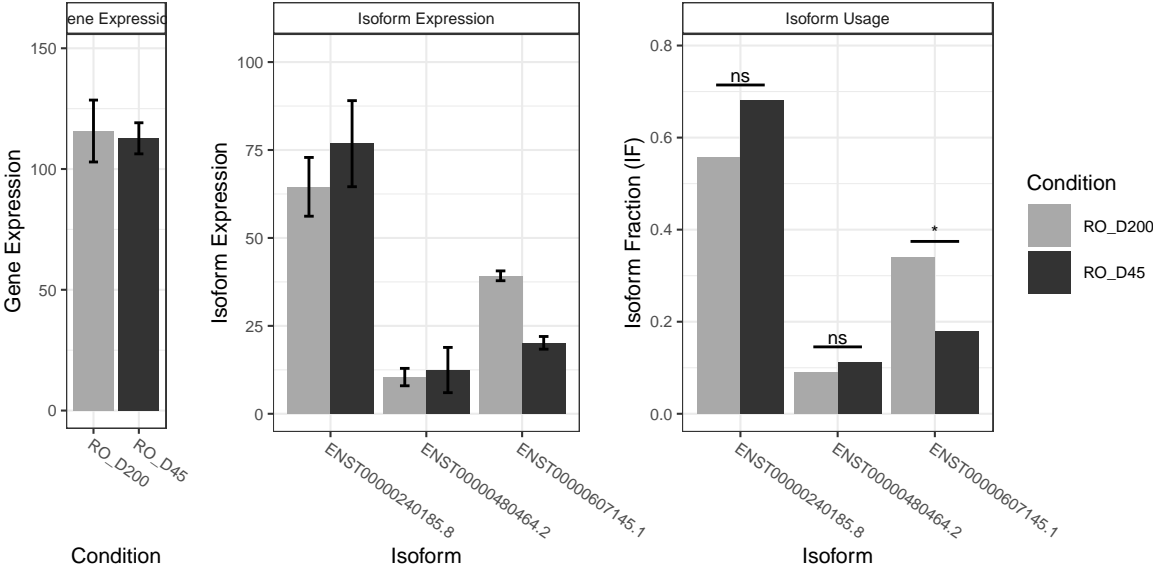 ene Expressio
Gene Expression
150
100
50
0
RO_D200
RO_D45
Condition
Isoform Expression
Isoform Expression
100
75
50
25
0
ENST00000240185.8
ENST00000480464.2
ENST00000607145.1
Isoform
Isoform Usage
Isoform Fraction (IF)
0.8
0.6
0.4
0.2
0.0
ns
ns
*
ENST00000240185.8
ENST00000480464.2
ENST00000607145.1
Isoform
Condition
RO_D200
RO_D45